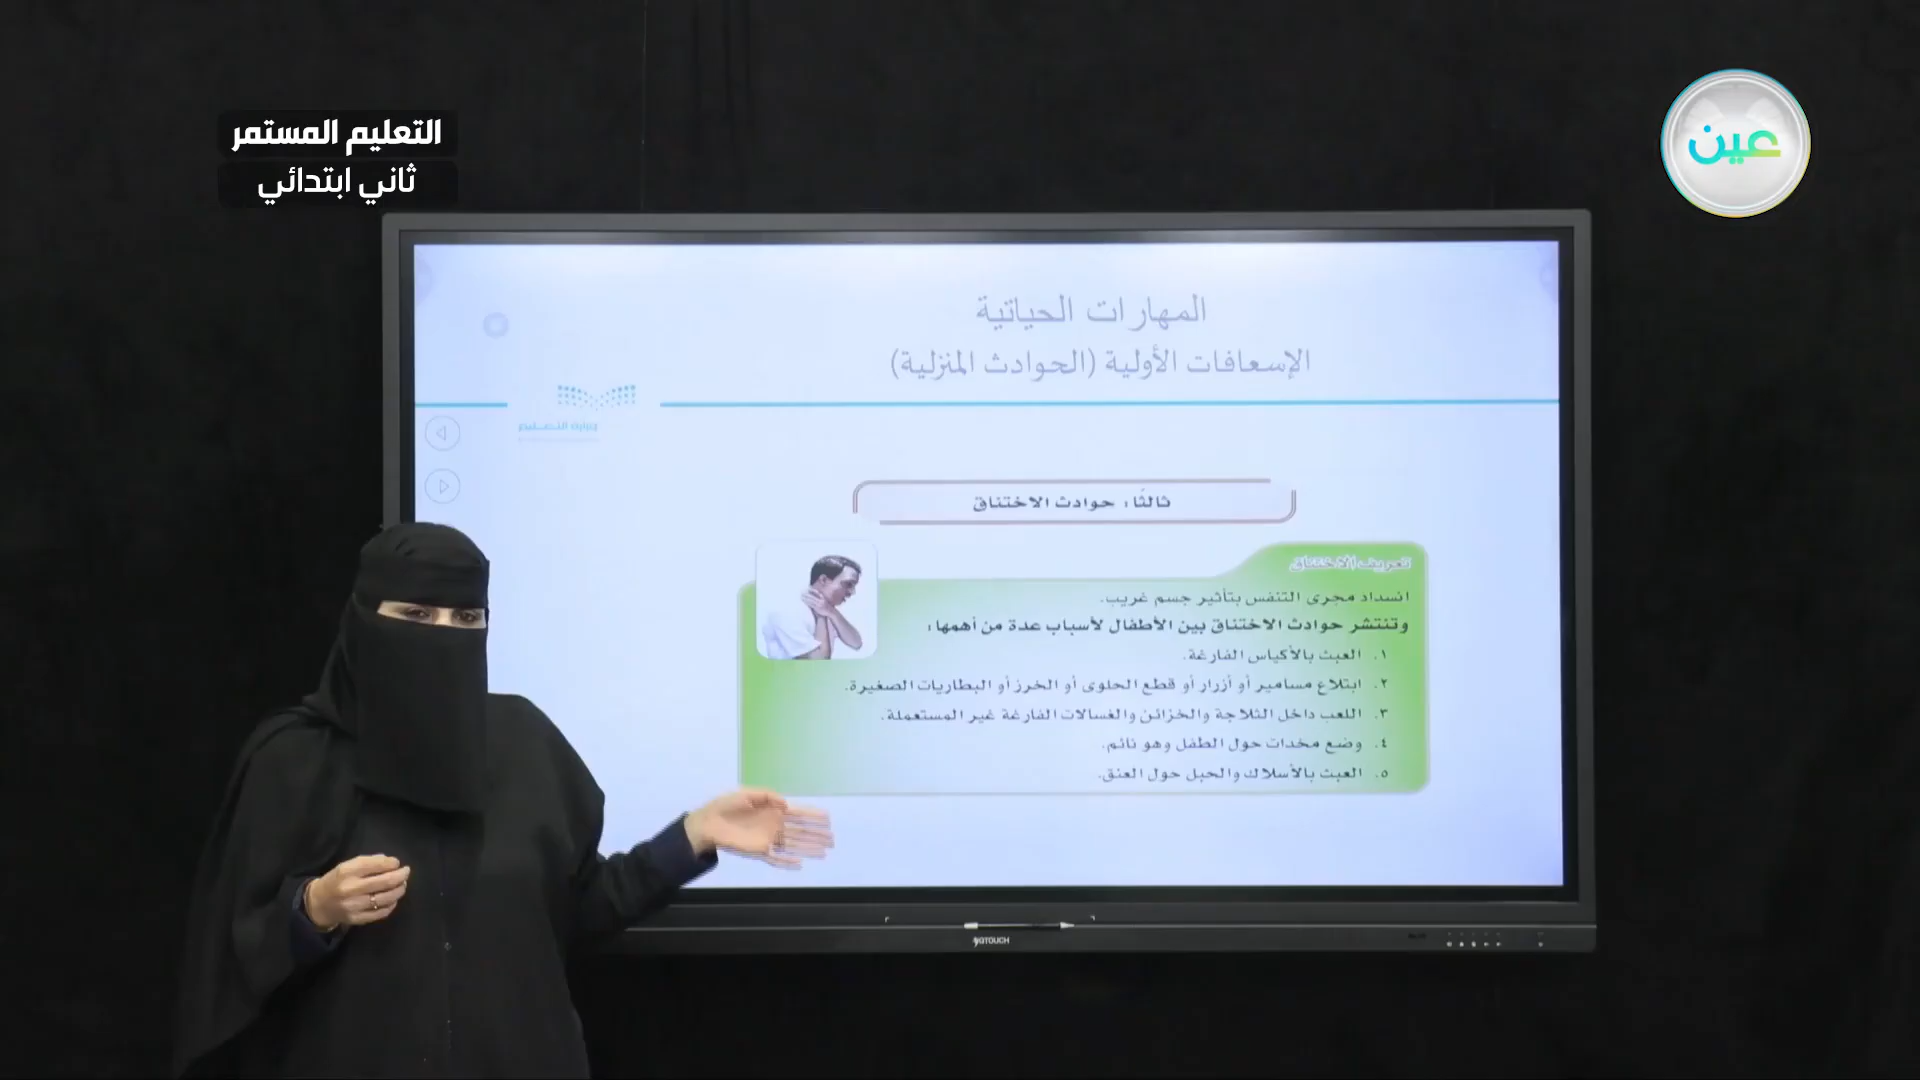 التعليم المستمر
ثاني ابتدائي
عين
المهارات الحياتية
الإسعافات الأولية (الحوادث المنزلية)
وزارة التعليم
ثالثًا: حوادث الاختناق
تعريف الاختناق
انسداد مجرى التنفس بتأثير جسم غريب.
وتنتشر حوادث الاختناق بين الأطفال لأسباب عدة من أهمها:
١. العبث بالأكياس الفارغة.
٢. ابتلاع مسامير أو أزرار أو قطع الحلوى أو الخرز أو البطاريات الصغيرة.
٣. اللعب داخل الثلاجة والخزائن والغسالات الفارغة غير المستعملة.
٤. وضع مخدات حول الطفل وهو نائم.
٥. العبث بالأسلاك والحبل حول العنق.